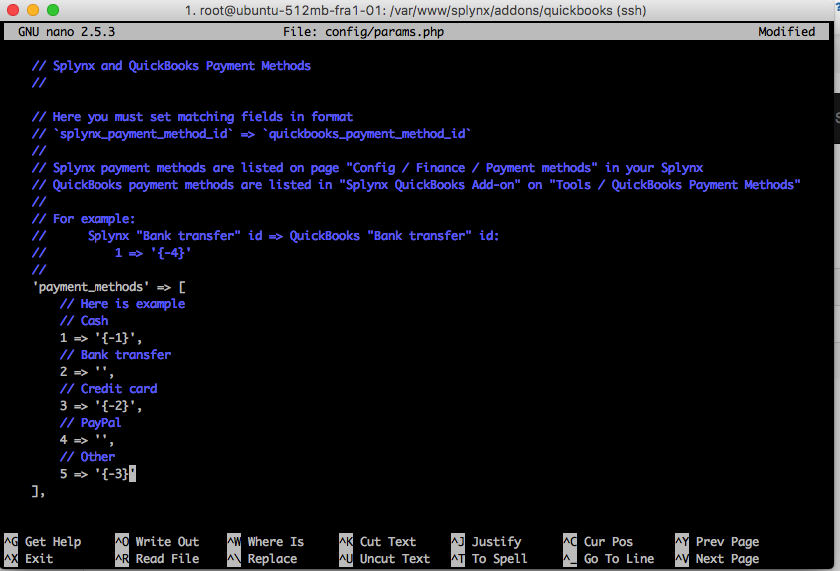 1. root@ubuntu-512mb-fra1-01: /var/www/splynx/addons/quickbooks (ssh)
GNU nano 2.5.3 File: config/params.php Modified
// Splynx and QuickBooks Payment Methods
//
// Here you must set matching fields in format
// `splynx_payment_method_id` => `quickbooks_payment_method_id`
//
// Splynx payment methods are listed on page "Config / Finance / Payment methods" in your Splynx
// QuickBooks payment methods are listed in "Splynx QuickBooks Add-on" on "Tools / QuickBooks Payment Methods"
//
// For example:
// Splynx "Bank transfer" id => QuickBooks "Bank transfer" id:
// 1 => '{-4}'
//
'payment_methods' => [
// Here is example
// Cash
1 => '{-1}',
// Bank transfer
2 => '',
// Credit card
3 => '{-2}',
// PayPal
4 => '',
// Other
5 => '{-3}'
],
^G Get Help ^O Write Out ^W Where Is ^K Cut Text ^J Justify ^C Cur Pos ^Y Prev Page
^X Exit ^R Read File ^\ Replace ^U Uncut Text ^T To Spell ^_ Go To Line ^V Next Page